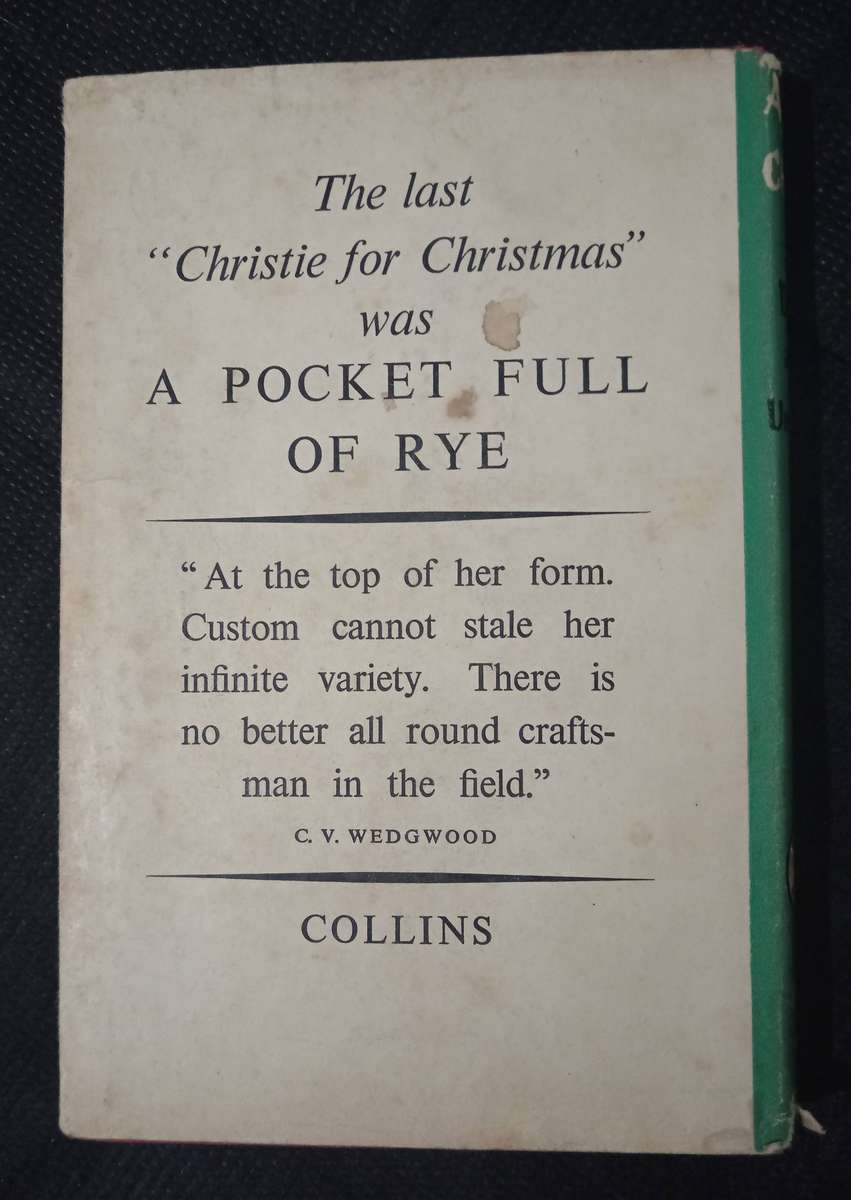 The last
“Christie for Christmas”
was
A POCKET FULL
OF RYE
“At the top of her form.
Custom cannot stale her
infinite variety. There is
no better all round crafts-
man in the field.”
C. V. WEDGWOOD
COLLINS